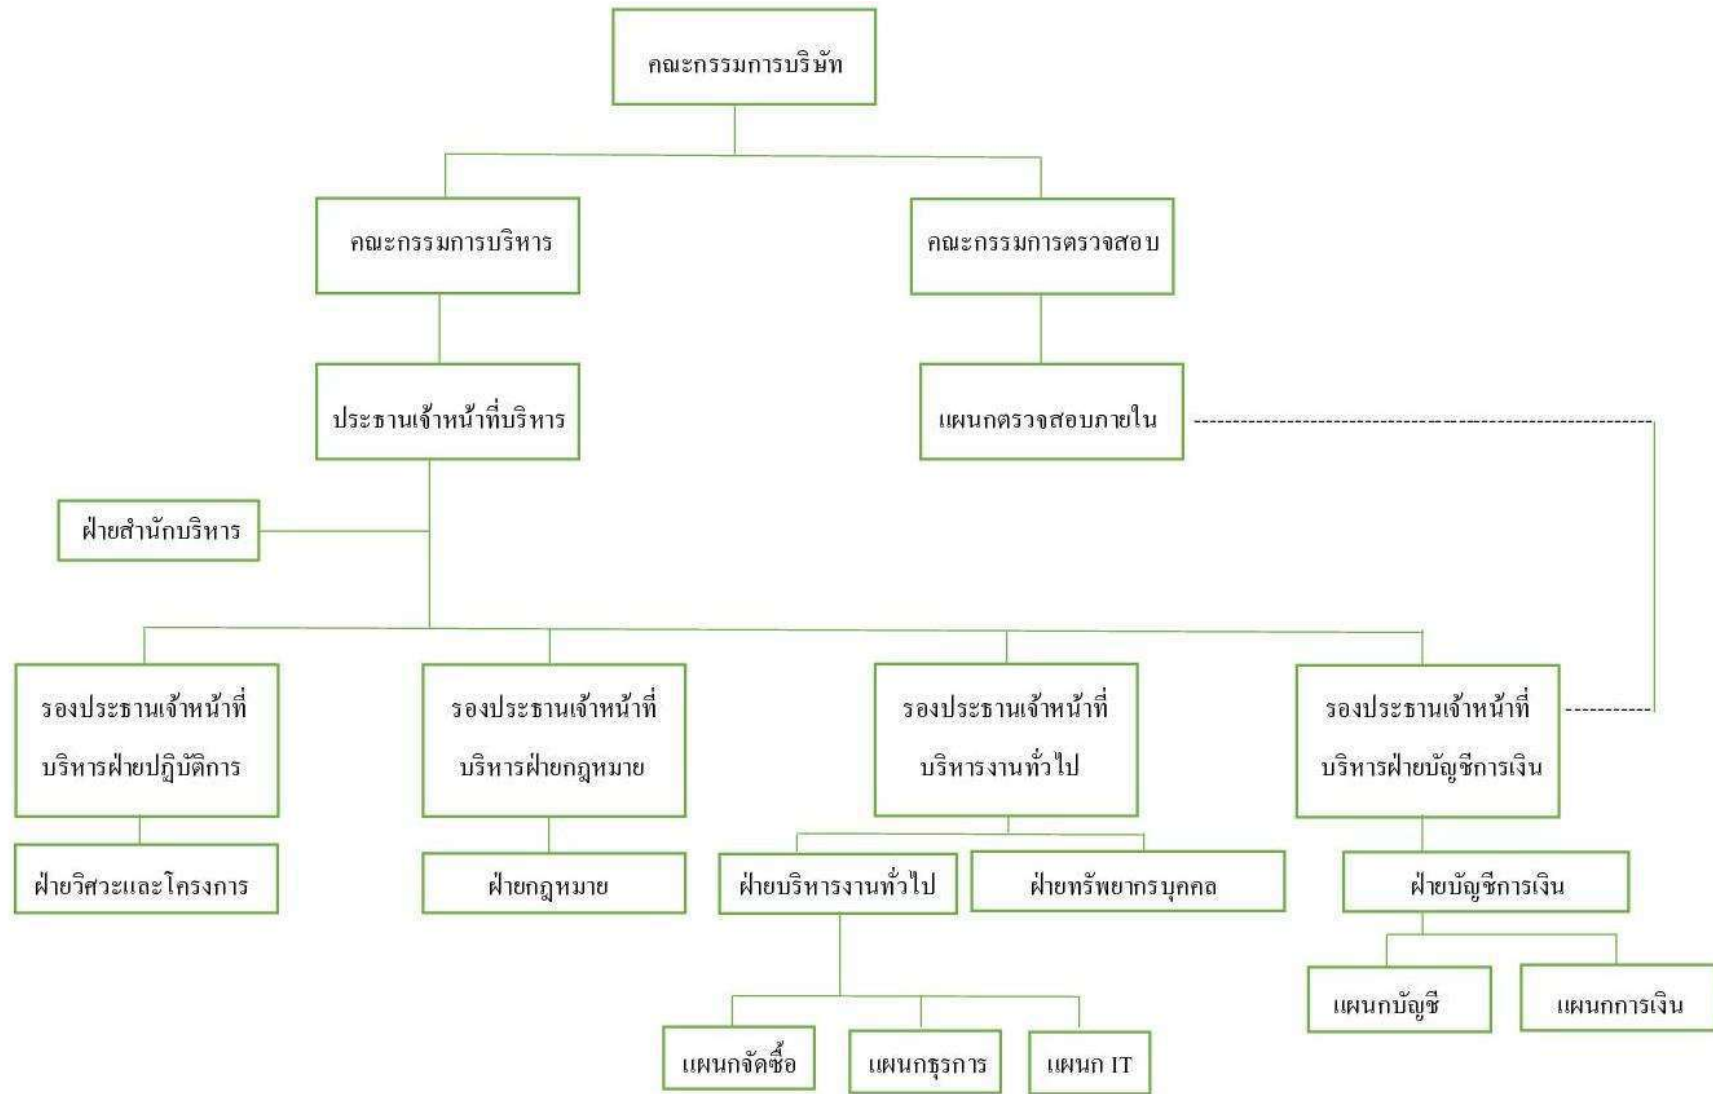 คณะกรรมการบริษัท
คณะกรรมการบริหาร
คณะกรรมการตรวจสอบ
ประธานเจ้าหน้าที่บริหาร
แผนกตรวจสอบภายใน
ฝ่ายสำนักบริหาร
รองประธานเจ้าหน้าที่
บริหารฝ่ายปฏิบัติการ
รองประธานเจ้าหน้าที่
บริหารฝ่ายกฎหมาย
รองประธานเจ้าหน้าที่
บริหารงานทั่วไป
รองประธานเจ้าหน้าที่
บริหารฝ่ายบัญชีการเงิน
ฝ่ายวิศวะและโครงการ
ฝ่ายกฎหมาย
ฝ่ายบริหารงานทั่วไป
ฝ่ายทรัพยากรบุคคล
ฝ่ายบัญชีการเงิน
แผนกบัญชี
แผนกการเงิน
แผนกจัดซื้อ
แผนกธุรการ
แผนก IT